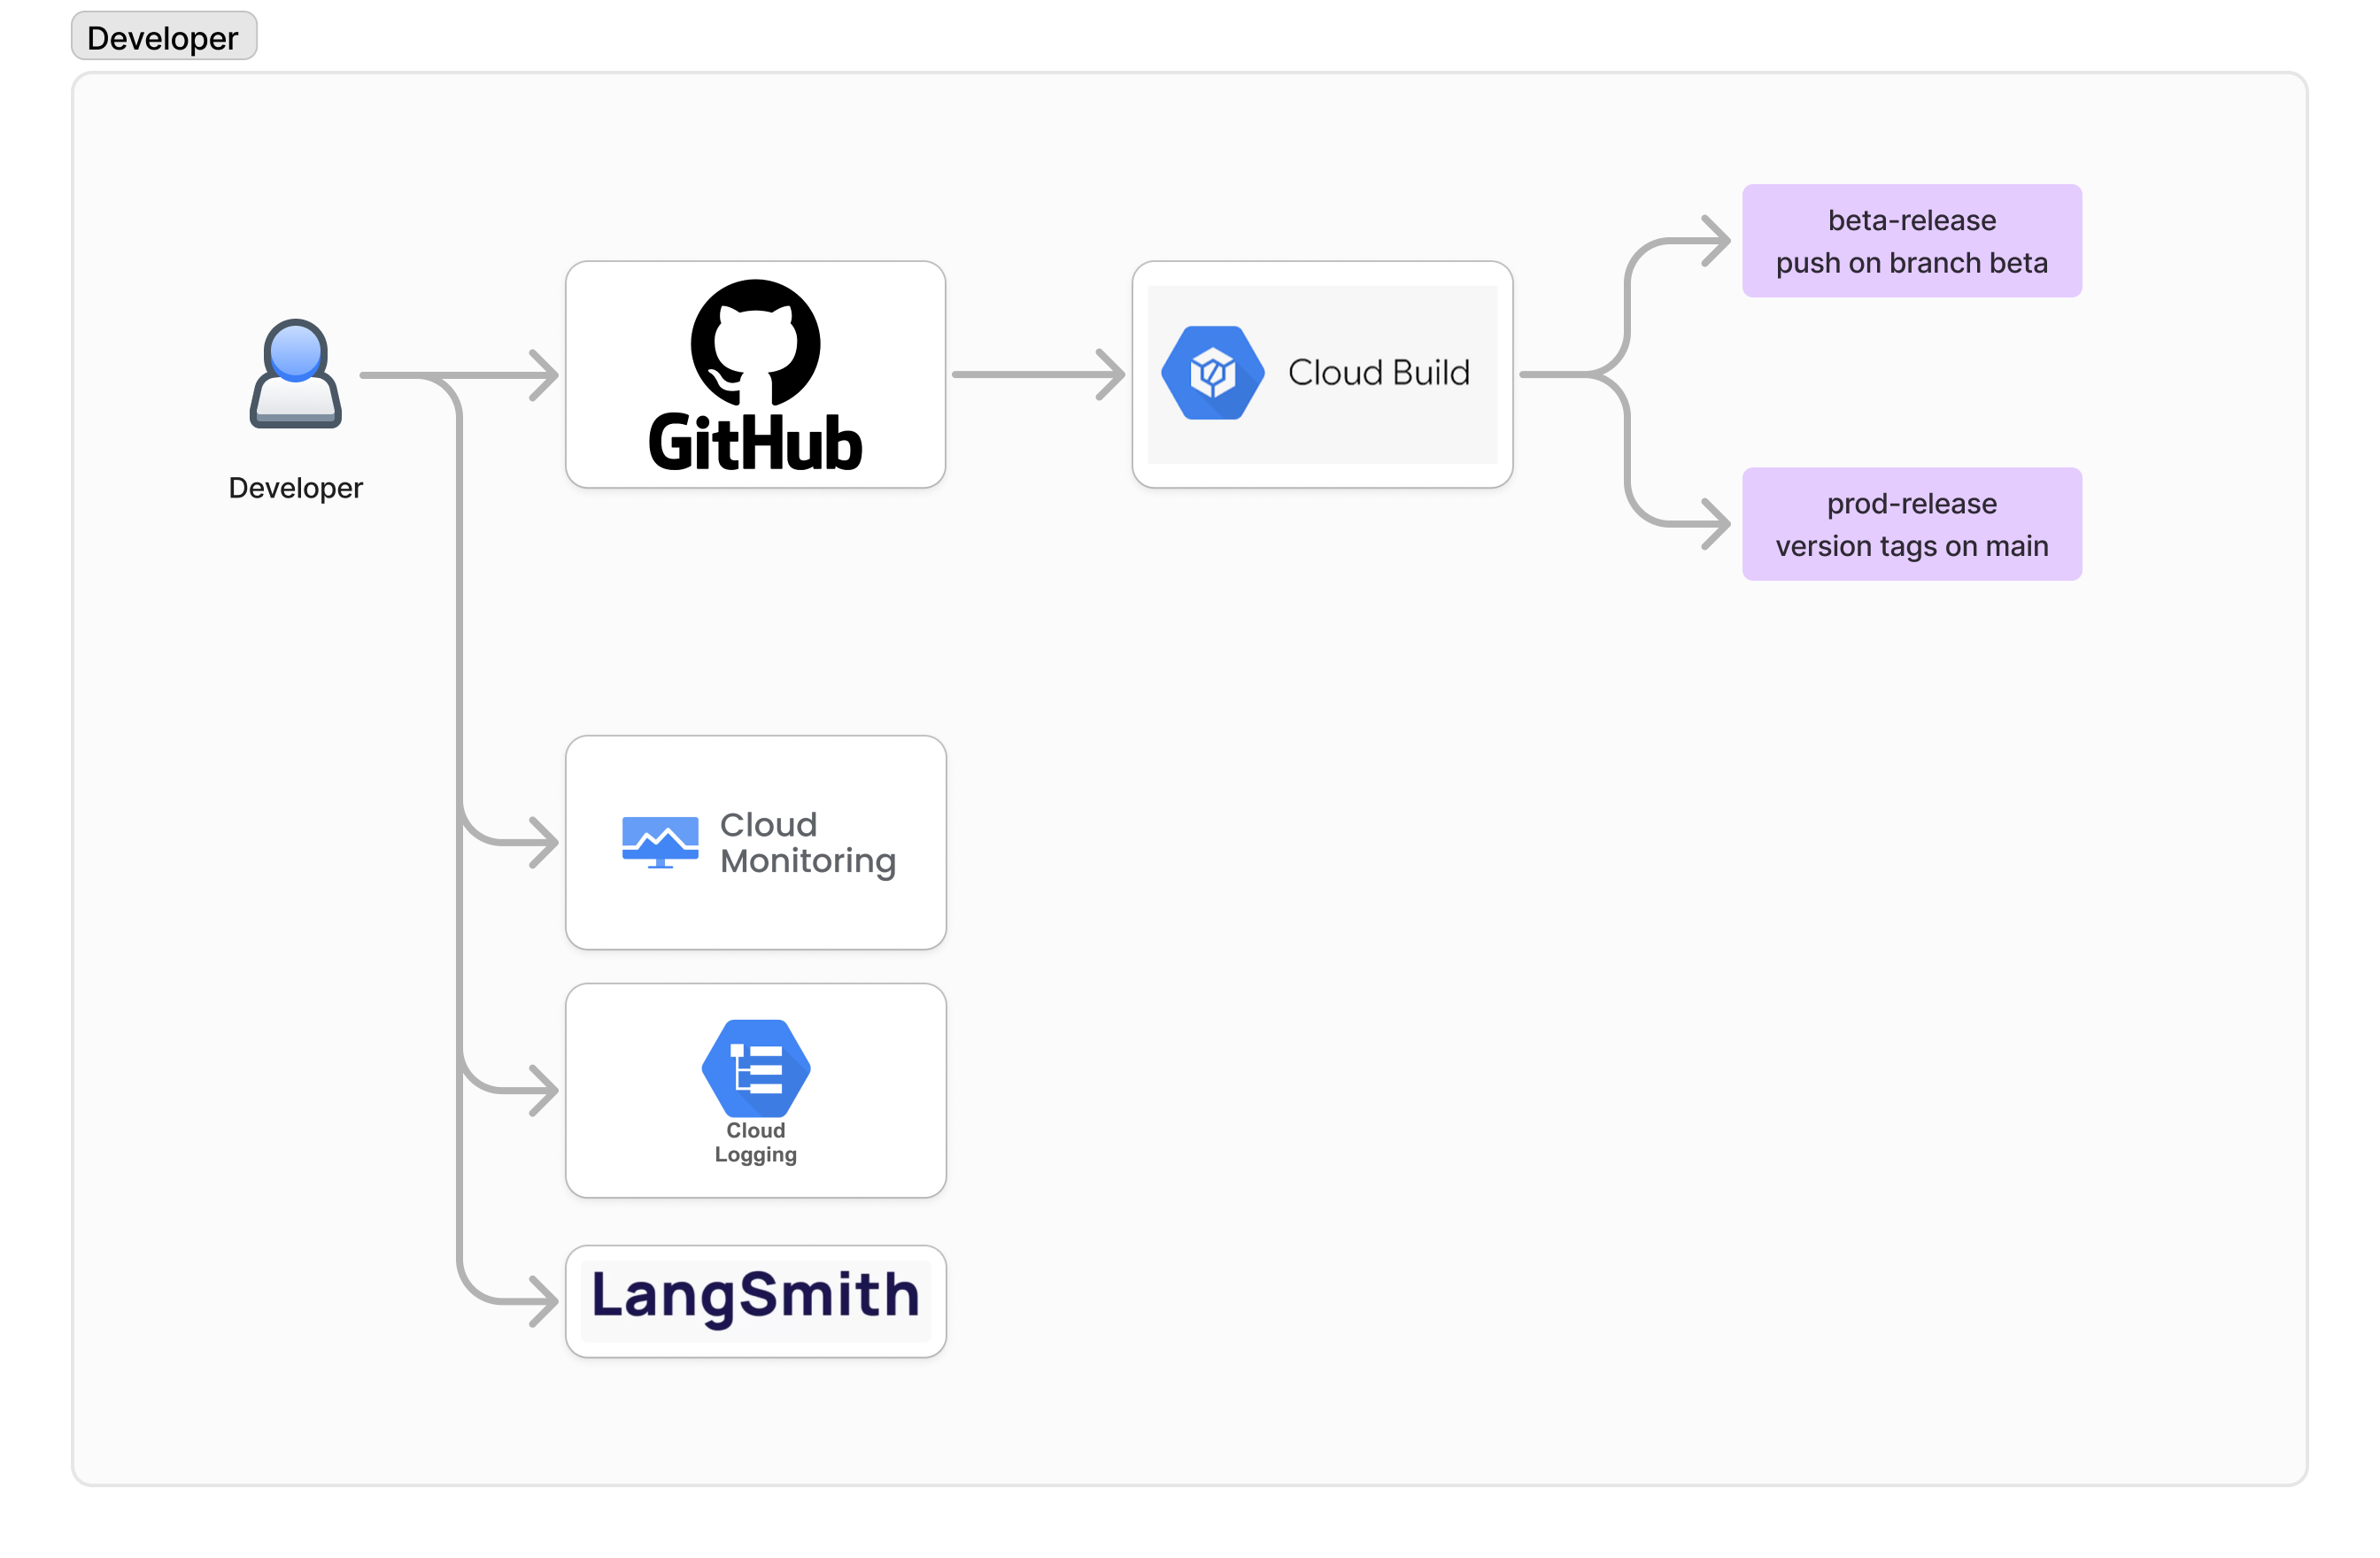 Developer
Developer
GitHub
Cloud Build
beta-release
push on branch beta
prod-release
version tags on main
Cloud
Monitoring
Cloud
Logging
LangSmith